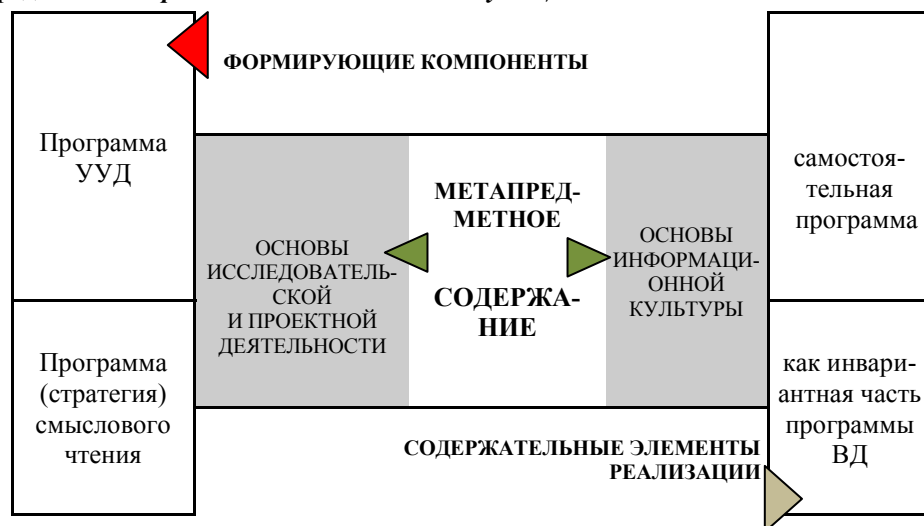 ФОРМИРУЮЩИЕ КОМПОНЕНТЫ
Программа
УУД
Программа
(стратегия)
смыслового
чтения
ОСНОВЫ
ИССЛЕДОВАТЕЛЬ-
СКОЙ
И ПРОЕКТНОЙ
ДЕЯТЕЛЬНОСТИ
МЕТАПРЕД-
МЕТНОЕ
СОДЕРЖА-
НИЕ
ОСНОВЫ
ИНФОРМАЦИ-
ОННОЙ
КУЛЬТУРЫ
самостоя-
тельная
программа
как инвари-
антная часть
программы
ВД
СОДЕРЖАТЕЛЬНЫЕ ЭЛЕМЕНТЫ
РЕАЛИЗАЦИИ